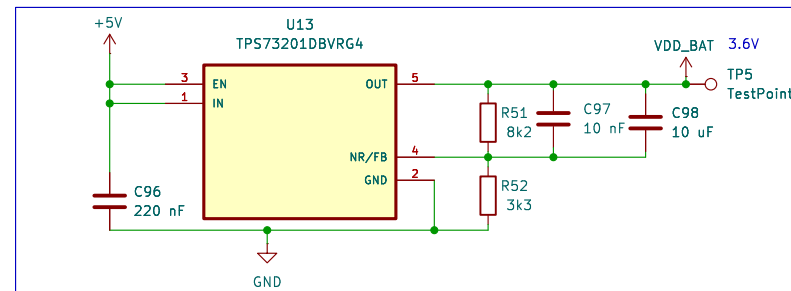 +5V
U13
TPS73201DBVRG4
VDD_BAT 3.6V
3 EN OUT 5
1 IN
TP5
TestPoint
R51
8k2
C97
10 nF
C98
10 uF
NR/FB 4
GND 2
C96
220 nF
R52
3k3
GND